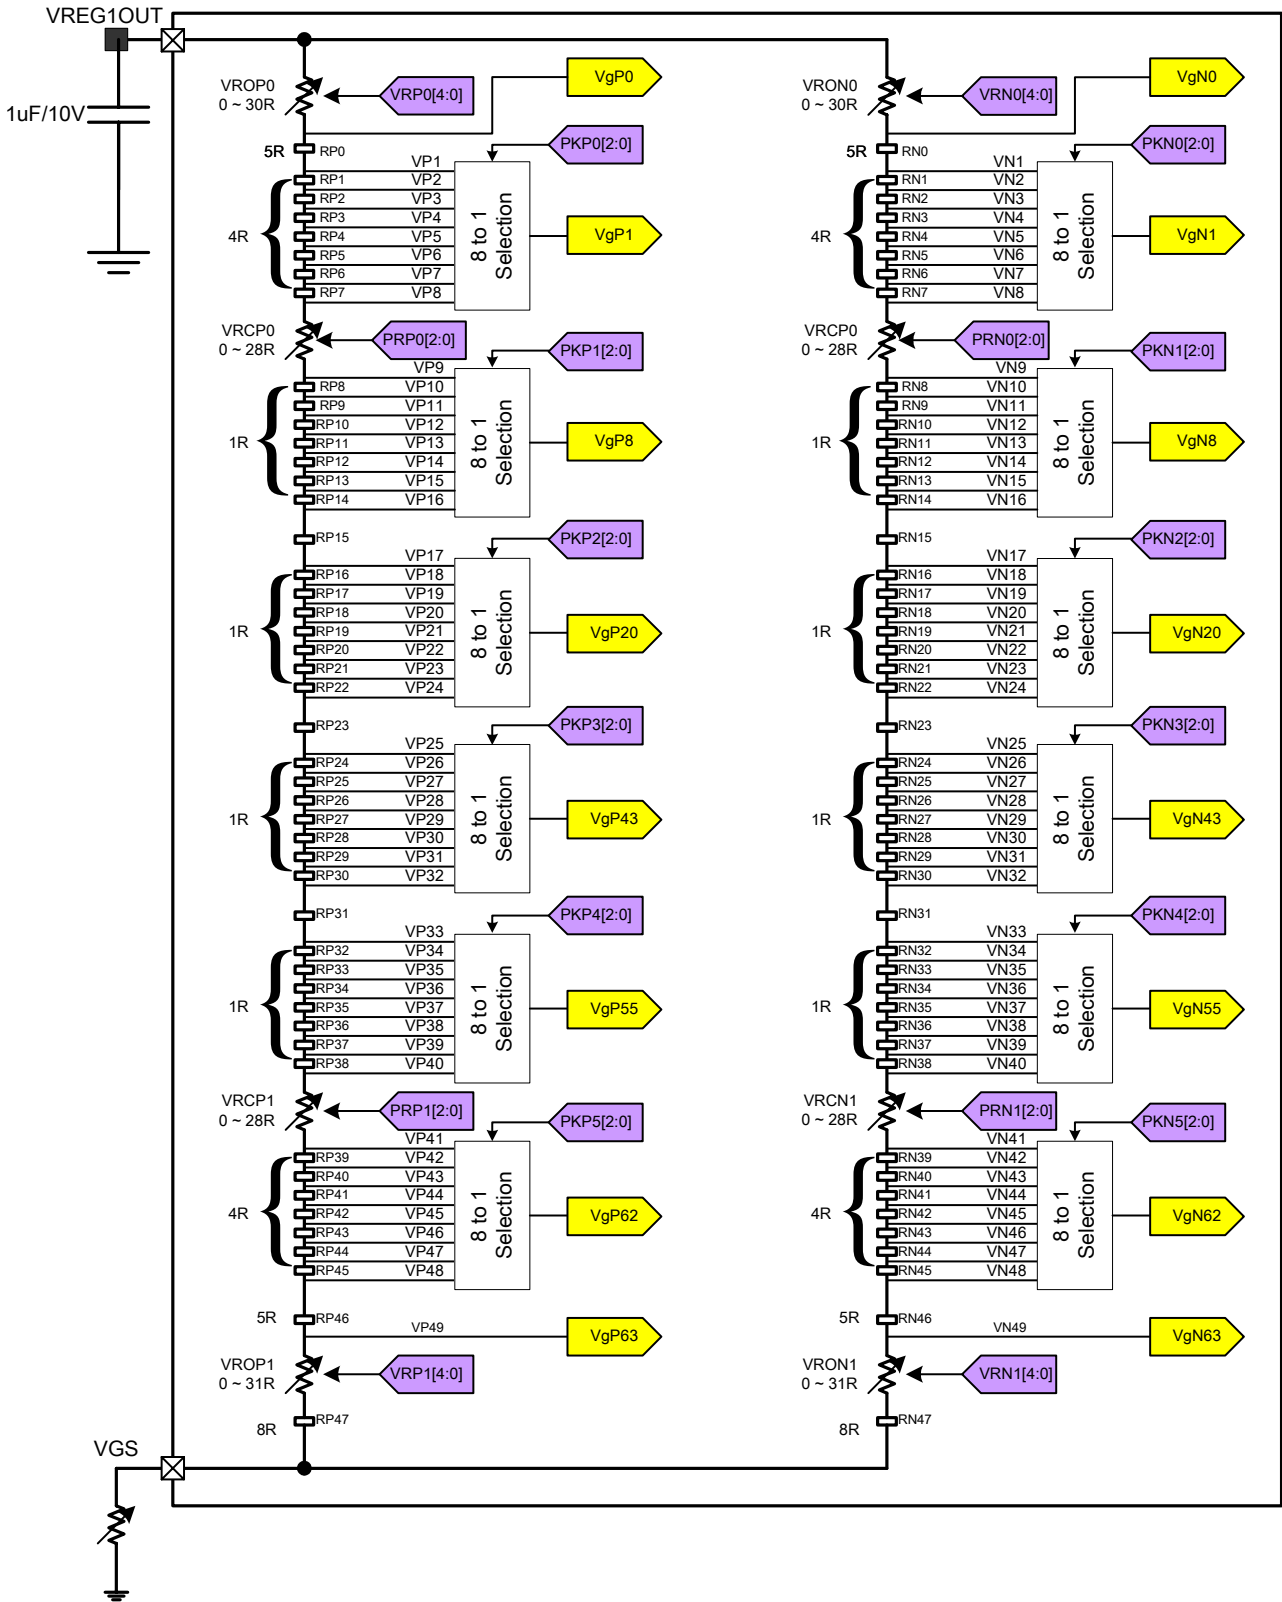 VREG1OUT
1uF/10V
VROP0
0 ~ 30R
VRP0[4:0]
VgP0
5R
RP0
PKP0[2:0]
VP1
RP1
VP2
RP2
VP3
RP3
VP4
RP4
VP5
RP5
VP6
RP6
VP7
RP7
VP8
4R
8 to 1
Selection
VgP1
VRCP0
0 ~ 28R
PRP0[2:0]
PKP1[2:0]
VP9
RP8
VP10
RP9
VP11
RP10
VP12
RP11
VP13
RP12
VP14
RP13
VP15
RP14
VP16
1R
8 to 1
Selection
VgP8
RP15
PKP2[2:0]
VP17
RP16
VP18
RP17
VP19
RP18
VP20
RP19
VP21
RP20
VP22
RP21
VP23
RP22
VP24
1R
8 to 1
Selection
VgP20
RP23
PKP3[2:0]
VP25
RP24
VP26
RP25
VP27
RP26
VP28
RP27
VP29
RP28
VP30
RP29
VP31
RP30
VP32
1R
8 to 1
Selection
VgP43
RP31
PKP4[2:0]
VP33
RP32
VP34
RP33
VP35
RP34
VP36
RP35
VP37
RP36
VP38
RP37
VP39
RP38
VP40
1R
8 to 1
Selection
VgP55
VRCP1
0 ~ 28R
PRP1[2:0]
PKP5[2:0]
VP41
RP39
VP42
RP40
VP43
RP41
VP44
RP42
VP45
RP43
VP46
RP44
VP47
RP45
VP48
4R
8 to 1
Selection
VgP62
5R
RP46
VP49
VgP63
VROP1
0 ~ 31R
VRP1[4:0]
8R
RP47
VRON0
0 ~ 30R
VRN0[4:0]
VgN0
5R
RN0
PKN0[2:0]
VN1
RN1
VN2
RN2
VN3
RN3
VN4
RN4
VN5
RN5
VN6
RN6
VN7
RN7
VN8
4R
8 to 1
Selection
VgN1
VRCP0
0 ~ 28R
PRN0[2:0]
PKN1[2:0]
VN9
RN8
VN10
RN9
VN11
RN10
VN12
RN11
VN13
RN12
VN14
RN13
VN15
RN14
VN16
1R
8 to 1
Selection
VgN8
RN15
PKN2[2:0]
VN17
RN16
VN18
RN17
VN19
RN18
VN20
RN19
VN21
RN20
VN22
RN21
VN23
RN22
VN24
1R
8 to 1
Selection
VgN20
RN23
PKN3[2:0]
VN25
RN24
VN26
RN25
VN27
RN26
VN28
RN27
VN29
RN28
VN30
RN29
VN31
RN30
VN32
1R
8 to 1
Selection
VgN43
RN31
PKN4[2:0]
VN33
RN32
VN34
RN33
VN35
RN34
VN36
RN35
VN37
RN36
VN38
RN37
VN39
RN38
VN40
1R
8 to 1
Selection
VgN55
VRCN1
0 ~ 28R
PRN1[2:0]
PKN5[2:0]
VN41
RN39
VN42
RN40
VN43
RN41
VN44
RN42
VN45
RN43
VN46
RN44
VN47
RN45
VN48
4R
8 to 1
Selection
VgN62
5R
RN46
VN49
VgN63
VRON1
0 ~ 31R
VRN1[4:0]
8R
RN47
VGS